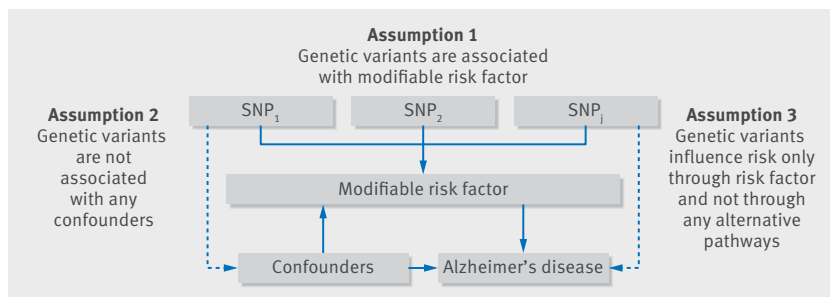 Assumption 1
Genetic variants are associated
with modifiable risk factor
Assumption 2
Genetic variants
are not
associated
with any
confounders
SNP1
SNP2
SNPj
Assumption 3
Genetic variants
influence risk only
through risk factor
and not through
any alternative
pathways
Modifiable risk factor
Confounders
Alzheimer's disease